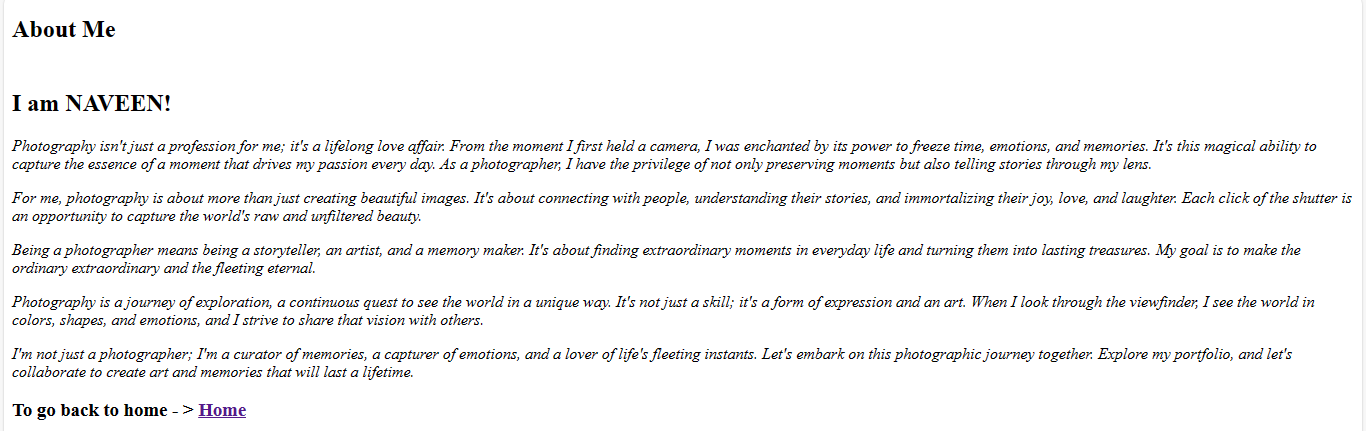 About Me
I am NAVEEN!
Photography isn't just a profession for me; it's a lifelong love affair. From the moment I first held a camera, I was enchanted by its power to freeze time, emotions, and memories. It's this magical ability to
capture the essence of a moment that drives my passion every day. As a photographer, I have the privilege of not only preserving moments but also telling stories through my lens.
For me, photography is about more than just creating beautiful images. It's about connecting with people, understanding their stories, and immortalizing their joy, love, and laughter. Each click of the shutter is
an opportunity to capture the world's raw and unfiltered beauty.
Being a photographer means being a storyteller, an artist, and a memory maker. It's about finding extraordinary moments in everyday life and turning them into lasting treasures. My goal is to make the
ordinary extraordinary and the fleeting eternal.
Photography is a journey of exploration, a continuous quest to see the world in a unique way. It's not just a skill; it's a form of expression and an art. When I look through the viewfinder, I see the world in
colors, shapes, and emotions, and I strive to share that vision with others.
I'm not just a photographer; I'm a curator of memories, a capturer of emotions, and a lover of life's fleeting instants. Let's embark on this photographic journey together. Explore my portfolio, and let's
collaborate to create art and memories that will last a lifetime.
To go back to home - > Home